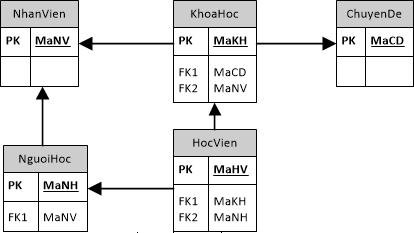 NhanVien
PK MaNV
KhoaHoc
PK MaKH
FK1 MaCD
FK2 MaNV
ChuyenDe
PK MaCD
NguoiHoc
PK MaNH
FK1 MaNV
HocVien
PK MaHV
FK1 MaKH
FK2 MaNH